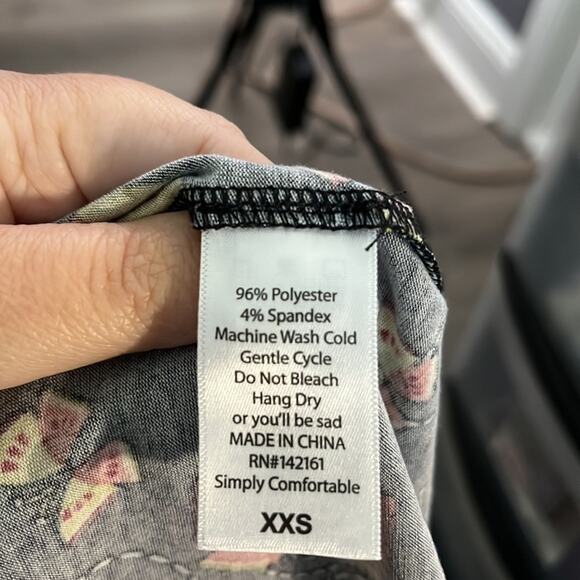 96% Polyester
4% Spandex
Machine Wash Cold
Gentle Cycle
Do Not Bleach
Hang Dry
or you'll be sad
MADE IN CHINA
RN#142161
Simply Comfortable
XXS